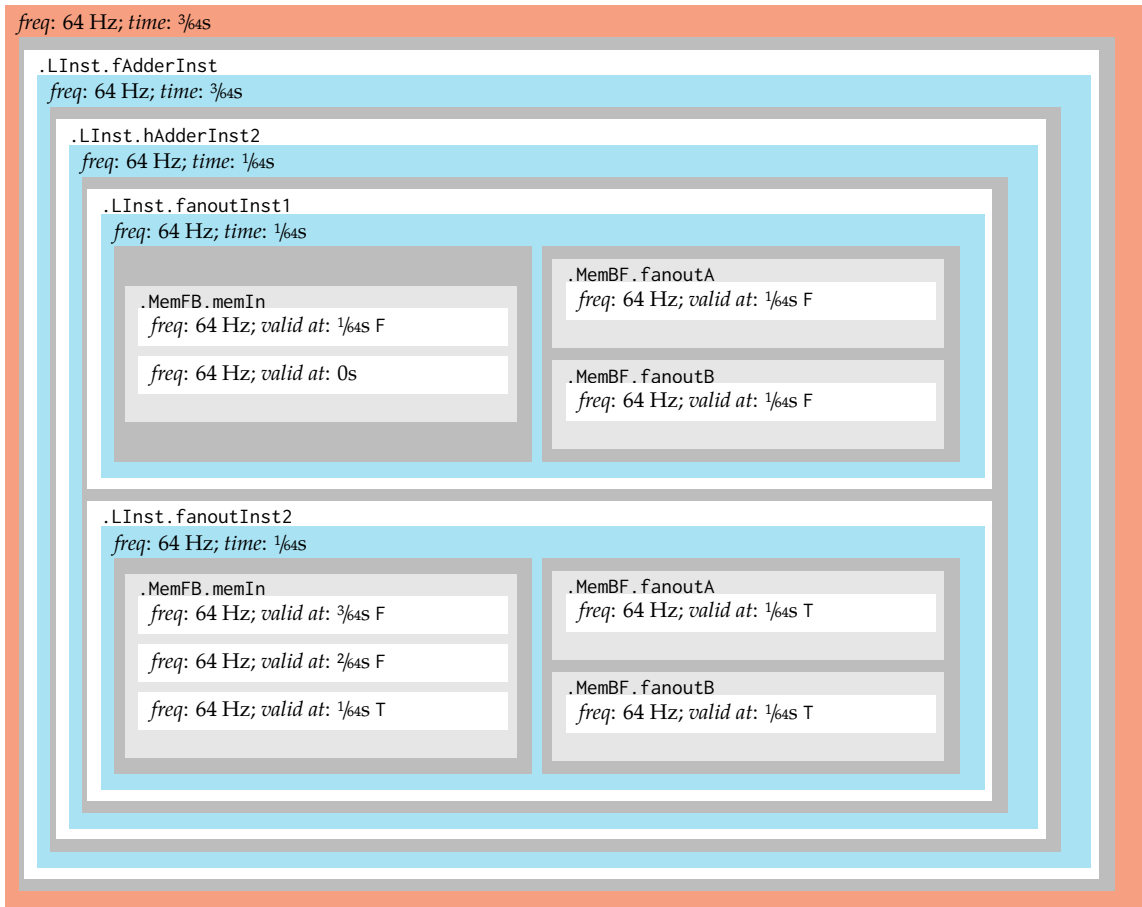 freq: 64 Hz; time: 3⁄64s
.LInst.fAdderInst
freq: 64 Hz; time: 3⁄64s
.LInst.hAdderInst2
freq: 64 Hz; time: 1⁄64s
.LInst.fanoutInst1
freq: 64 Hz; time: 1⁄64s
.MemFB.memIn
freq: 64 Hz; valid at: 1⁄64s F
freq: 64 Hz; valid at: 0s
.MemBF.fanoutA
freq: 64 Hz; valid at: 1⁄64s F
.MemBF.fanoutB
freq: 64 Hz; valid at: 1⁄64s F
.LInst.fanoutInst2
freq: 64 Hz; time: 1⁄64s
.MemFB.memIn
freq: 64 Hz; valid at: 3⁄64s F
freq: 64 Hz; valid at: 2⁄64s F
freq: 64 Hz; valid at: 1⁄64s T
.MemBF.fanoutA
freq: 64 Hz; valid at: 1⁄64s T
.MemBF.fanoutB
freq: 64 Hz; valid at: 1⁄64s T